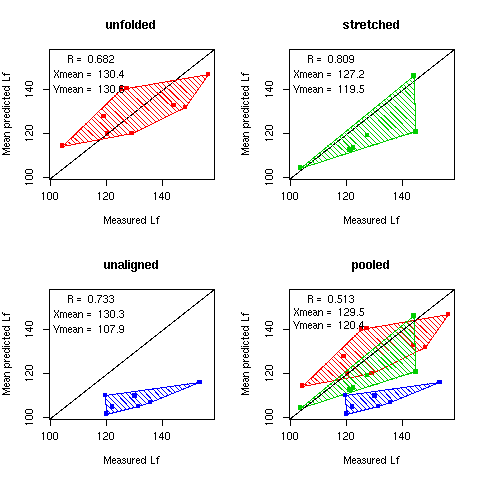 unfolded
R = 0.682
Xmean = 130.4
Ymean = 130.6
Mean predicted Lf
100 120 140
100 120 140
Measured Lf
stretched
R = 0.809
Xmean = 127.2
Ymean = 119.5
Mean predicted Lf
100 120 140
100 120 140
Measured Lf
unaligned
R = 0.733
Xmean = 130.3
Ymean = 107.9
Mean predicted Lf
100 120 140
100 120 140
Measured Lf
pooled
R = 0.513
Xmean = 129.5
Ymean = 120.4
Mean predicted Lf
100 120 140
100 120 140
Measured Lf